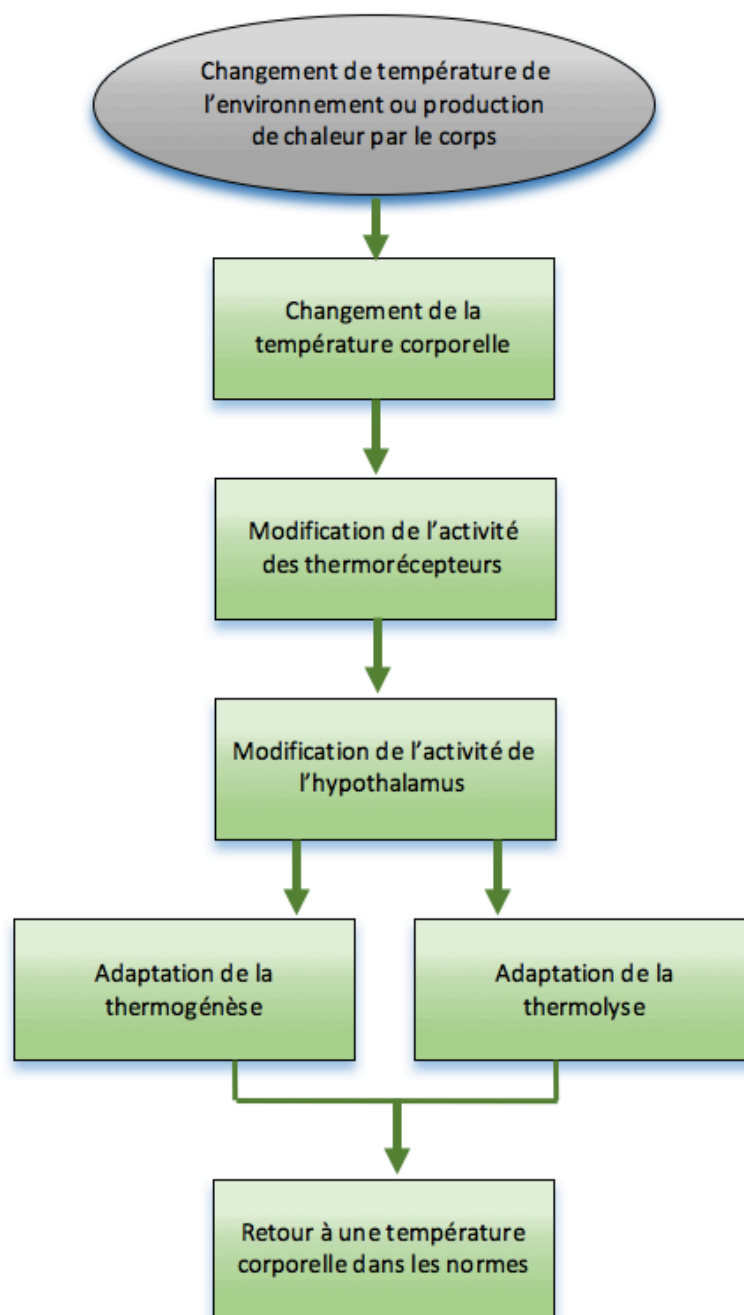 Changement de température de
l'environnement ou production
de chaleur par le corps
Changement de la
température corporelle
Modification de l'activité
des thermorécepteurs
Modification de l'activité de
l'hypothalamus
Adaptation de la
thermogénèse
Adaptation de la
thermolyse
Retour à une température
corporelle dans les normes